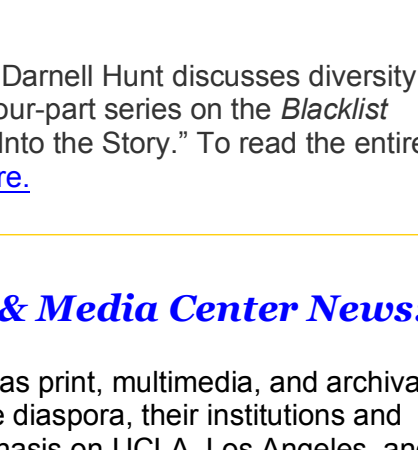 Darnell Hunt discusses diversity
our-part series on the Blacklist
Into the Story.” To read the entire
re.
& Media Center News
as print, multimedia, and archiva
e diaspora, their institutions and
hasis on UCLA, Los Angeles, and